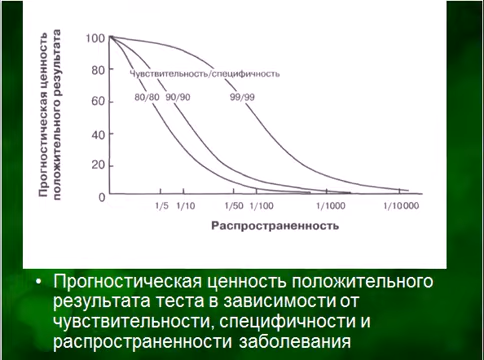 Прогностическая ценность
положительного результата
100
80
60
40
20
0
Чувствительность/специфичность
80/80 90/90 99/99
1/5 1/10 1/50 1/100 1/1000 1/10000
Распространенность
• Прогностическая ценность положительного
результата теста в зависимости от
чувствительности, специфичности и
распространенности заболевания